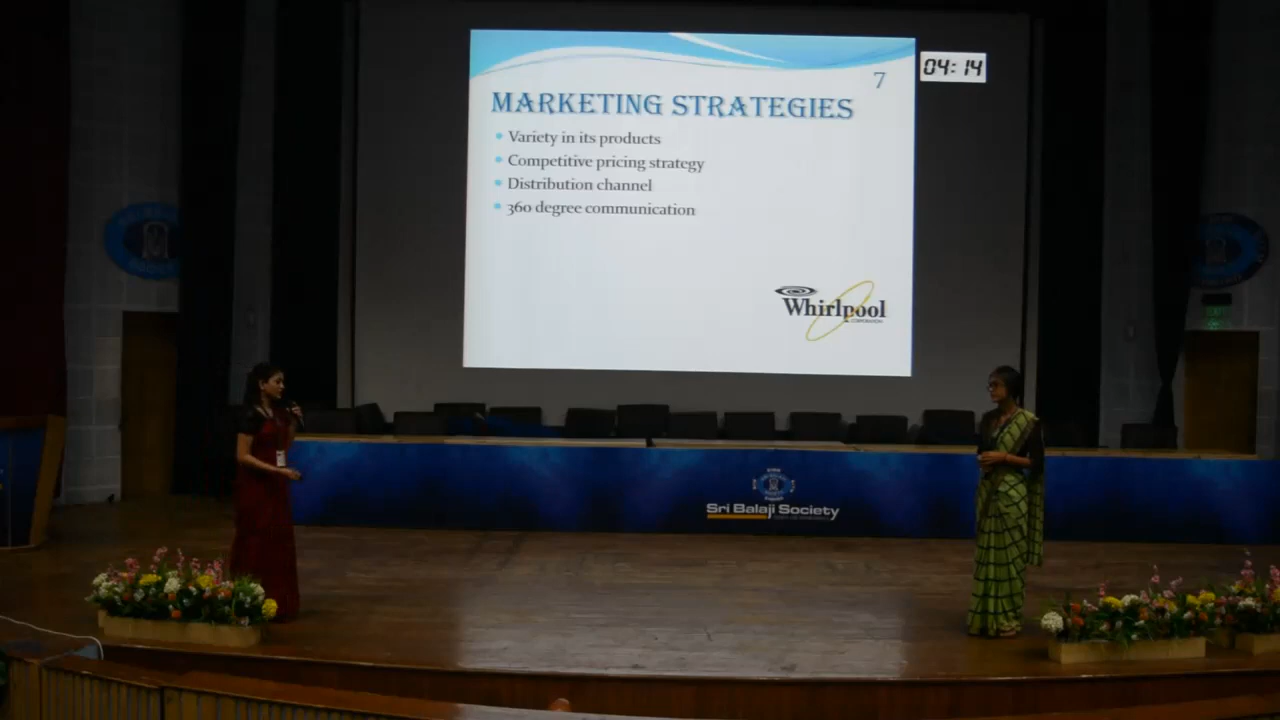 04:14
7
MARKETING STRATEGIES
Variety in its products
Competitive pricing strategy
Distribution channel
360 degree communication
Whirlpool
CORPORATION
Sri Balaji Society